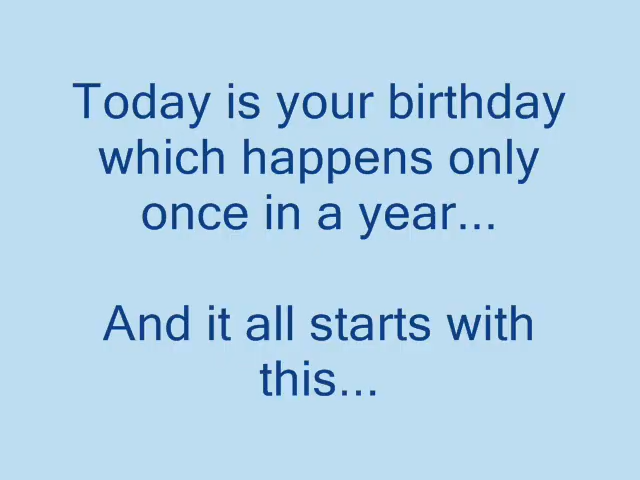 Today is your birthday
which happens only
once in a year...
And it all starts with
this...